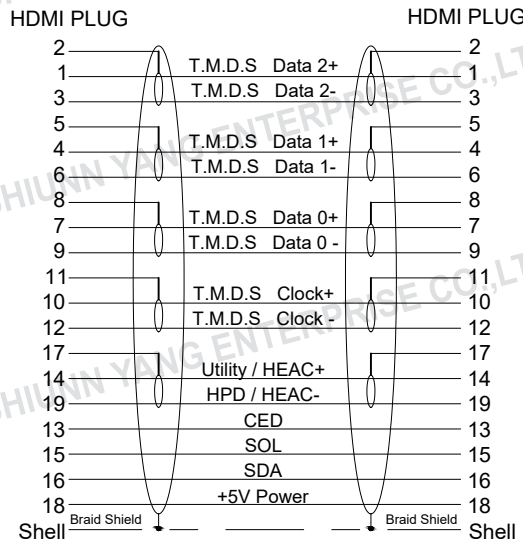 HDMI PLUG HDMI PLUG
2 2
1 T.M.D.S Data 2+ 1
3 T.M.D.S Data 2- 3
5 5
4 T.M.D.S Data 1+ 4
6 T.M.D.S Data 1- 6
8 8
7 T.M.D.S Data 0+ 7
9 T.M.D.S Data 0 - 9
11 11
10 T.M.D.S Clock+ 10
12 T.M.D.S Clock - 12
17 17
14 Utility / HEAC+ 14
19 HPD / HEAC- 19
13 CED 13
15 SOL 15
16 SDA 16
18 +5V Power 18
Shell Braid Shield Braid Shield Shell
SHIUNN YANG ENTERPRISE CO.,LT
SHIUNN YANG ENTERPRISE CO.,LT